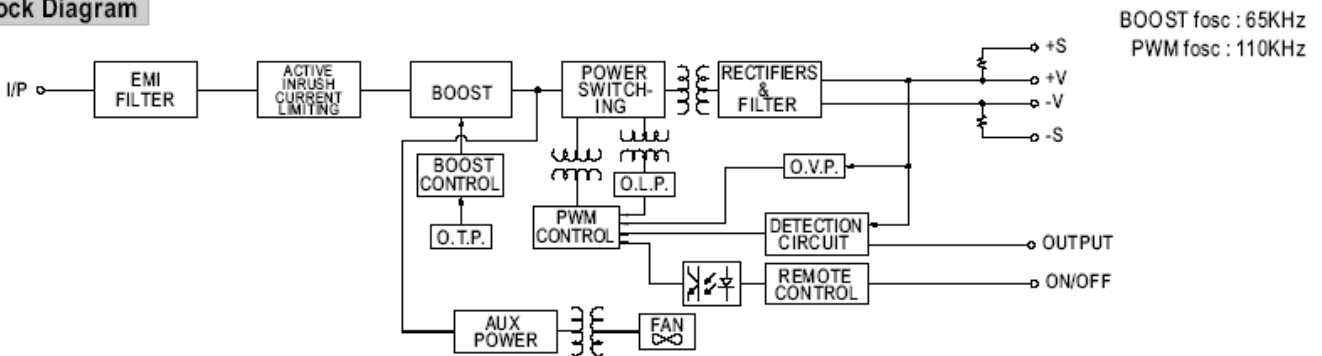 ock Diagram
BOOST fosc : 65KHz
PWM fosc : 110KHz
I/P
EMI
FILTER
ACTIVE
INRUSH
CURRENT
LIMITING
BOOST
POWER
SWITCH-
ING
RECTIFIERS
&
FILTER
+S
+V
-V
-S
BOOST
CONTROL
O.L.P.
O.V.P.
O.T.P.
PWM
CONTROL
DETECTION
CIRCUIT
OUTPUT
REMOTE
CONTROL
ON/OFF
AUX
POWER
FAN